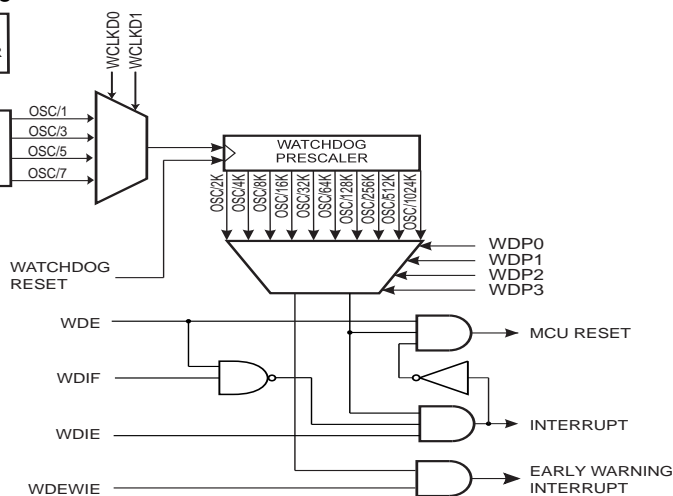 WCLKD0
WCLKD1
OSC/1
OSC/3
OSC/5
OSC/7
WATCHDOG
PRESCALER
OSC/2K
OSC/4K
OSC/8K
OSC/16K
OSC/32K
OSC/64K
OSC/128K
OSC/256K
OSC/512K
OSC/1024K
WDP0
WDP1
WDP2
WDP3
WATCHDOG
RESET
WDE
MCU RESET
WDIF
INTERRUPT
WDIE
EARLY WARNING
INTERRUPT
WDEWIE